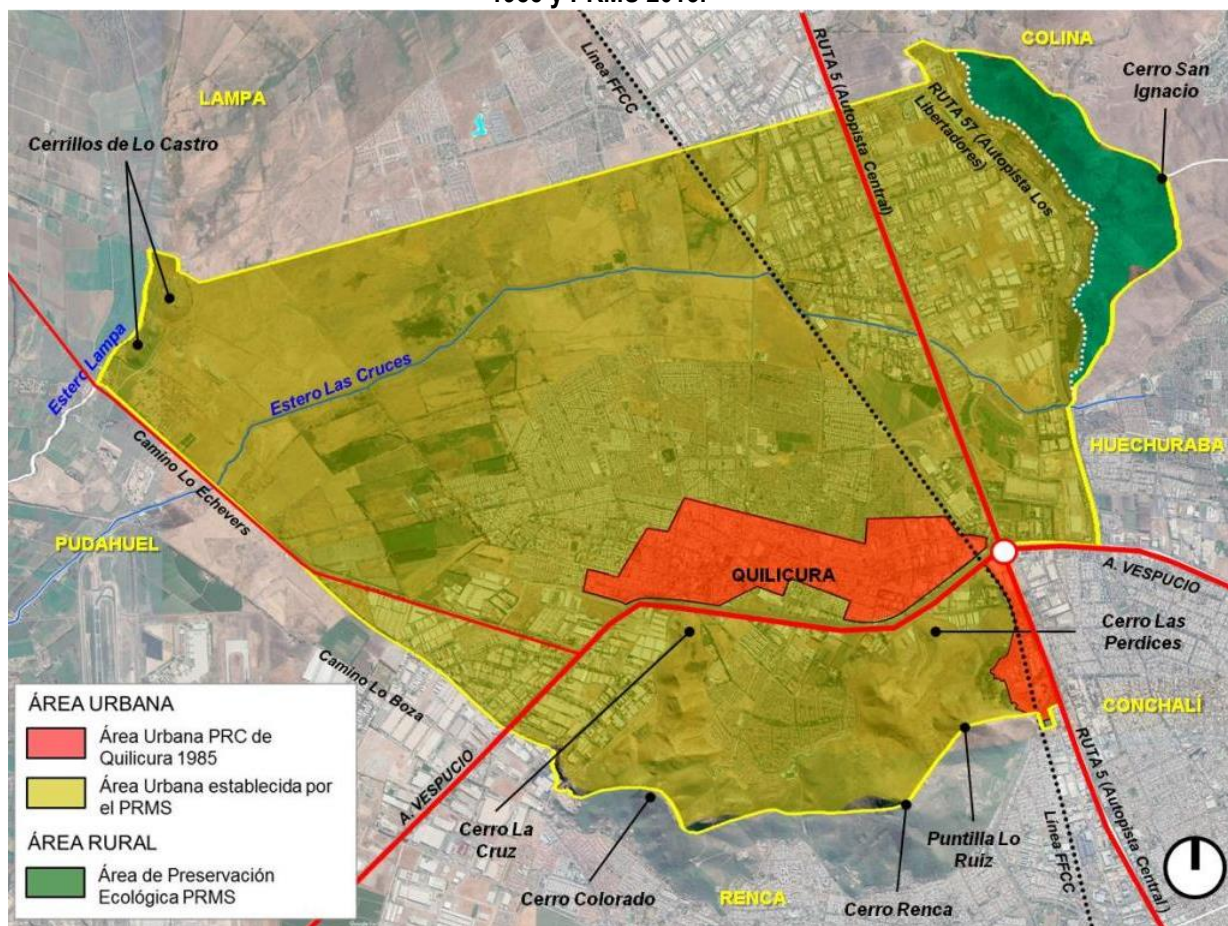 1985 y PRMS 2013.
COLINA
Cerro San
Ignacio
LAMPA
Línea FFCC
RUTA 5 (Autopista Central)
RUTA 57 (Autopista Los
Libertadores)
Cerrillos de Lo Castro
Estero Lampa
Estero Las Cruces
Camino Lo Echevers
HUECHURABA
PUDAHUEL
QUILICURA
A. VESPUCIO
Cerro Las
Perdices
Camino Lo Boza
CONCHALÍ
ÁREA URBANA
Área Urbana PRC de
Quilicura 1985
Área Urbana establecida por
el PRMS
ÁREA RURAL
Área de Preservación
Ecológica PRMS
A. VESPUCIO
Cerro La
Cruz
Cerro Colorado
RENCA
Cerro Renca
Puntilla Lo
Ruiz
Línea FFCC
RUTA 5 (Autopista Central)